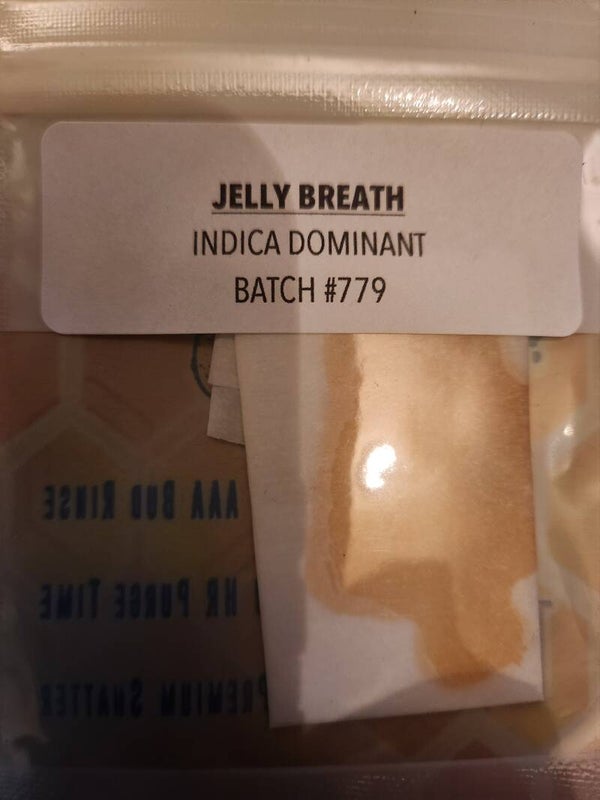 JELLY BREATH
INDICA DOMINANT
BATCH #779
AAA BUD RINSE
HR PURGE TIME
PREMIUM SHATTER